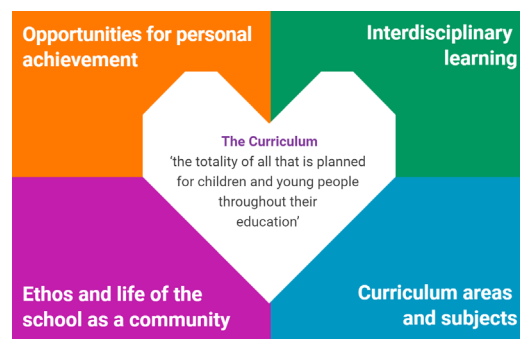 Opportunities for personal
achievement
Interdisciplinary
learning
The Curriculum
‘the totality of all that is planned
for children and young people
throughout their
education’
Ethos and life of the
school as a community
Curriculum areas
and subjects